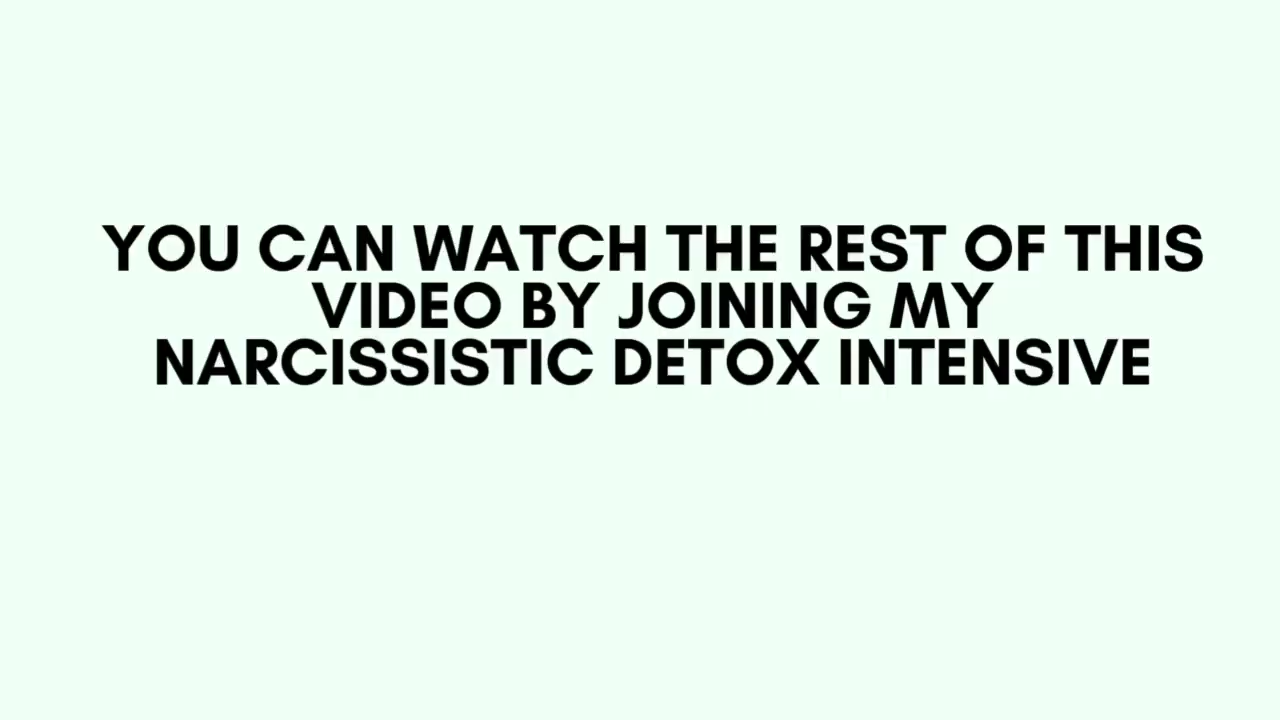 YOU CAN WATCH THE REST OF THIS
VIDEO BY JOINING MY
NARCISSISTIC DETOX INTENSIVE